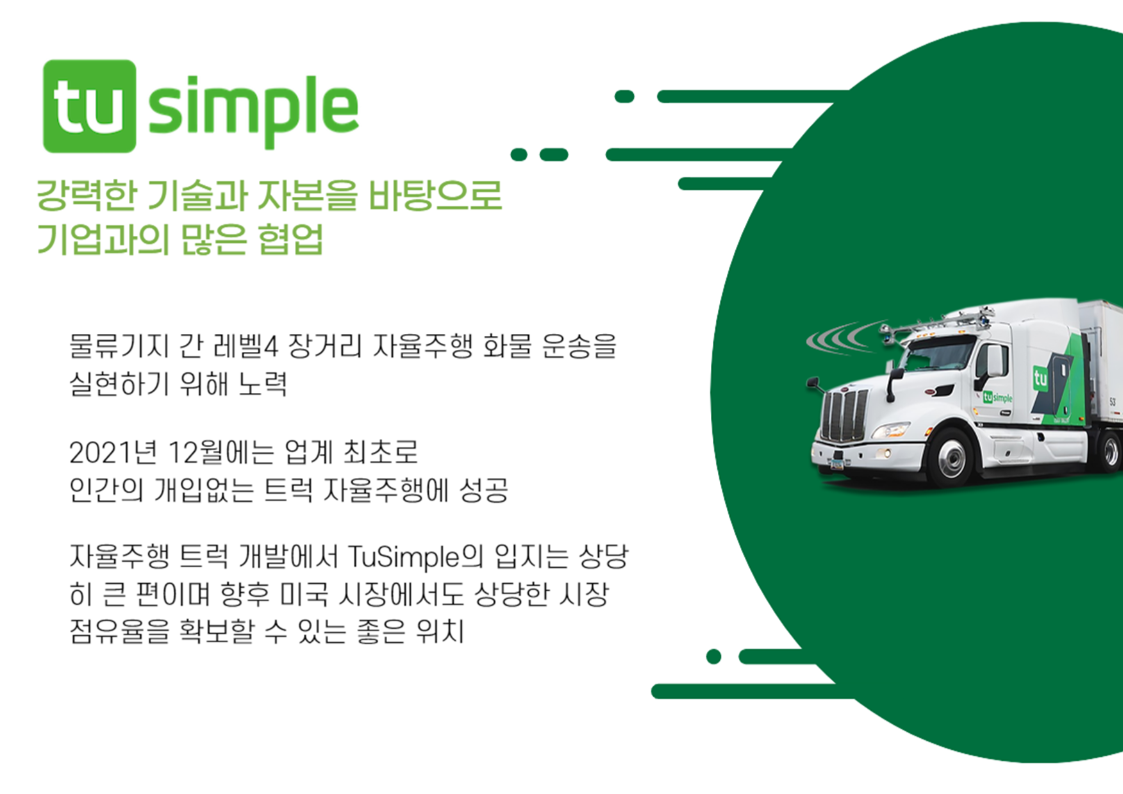 tu simple
강력한 기술과 자본을 바탕으로
기업과의 많은 협업
물류기지 간 레벨4 장거리 자율주행 화물 운송을
실현하기 위해 노력
2021년 12월에는 업계 최초로
인간의 개입없는 트럭 자율주행에 성공
자율주행 트럭 개발에서 TuSimple의 입지는 상당
히 큰 편이며 향후 미국 시장에서도 상당한 시장
점유율을 확보할 수 있는 좋은 위치
tu
tu simple
53